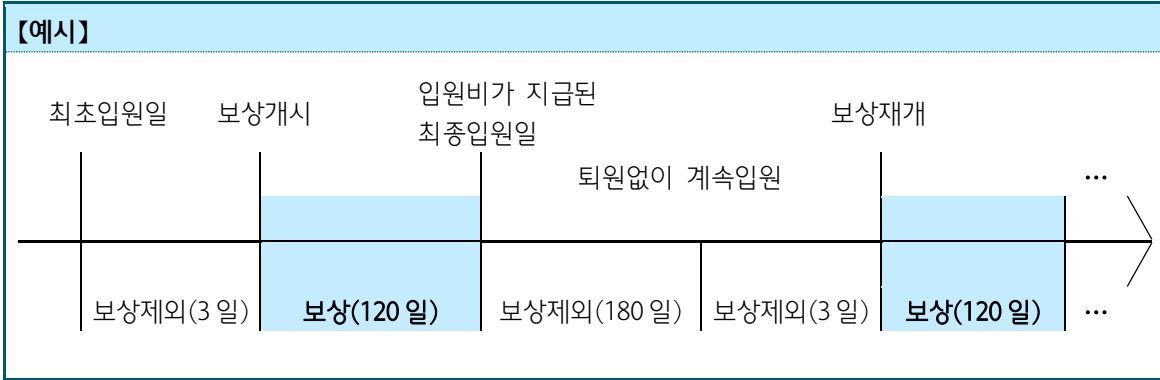 【예시】
최초입원일 보상개시 입원비가 지급된 최종입원일 보상재개
퇴원없이 계속입원 …
보상제외(3 일) 보상(120 일) 보상제외(180 일) 보상제외(3 일) 보상(120 일) …